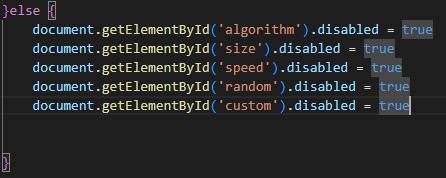 }else {
    document.getElementById('algorithm').disabled = true
    document.getElementById('size').disabled = true
    document.getElementById('speed').disabled = true
    document.getElementById('random').disabled = true
    document.getElementById('custom').disabled = true
}